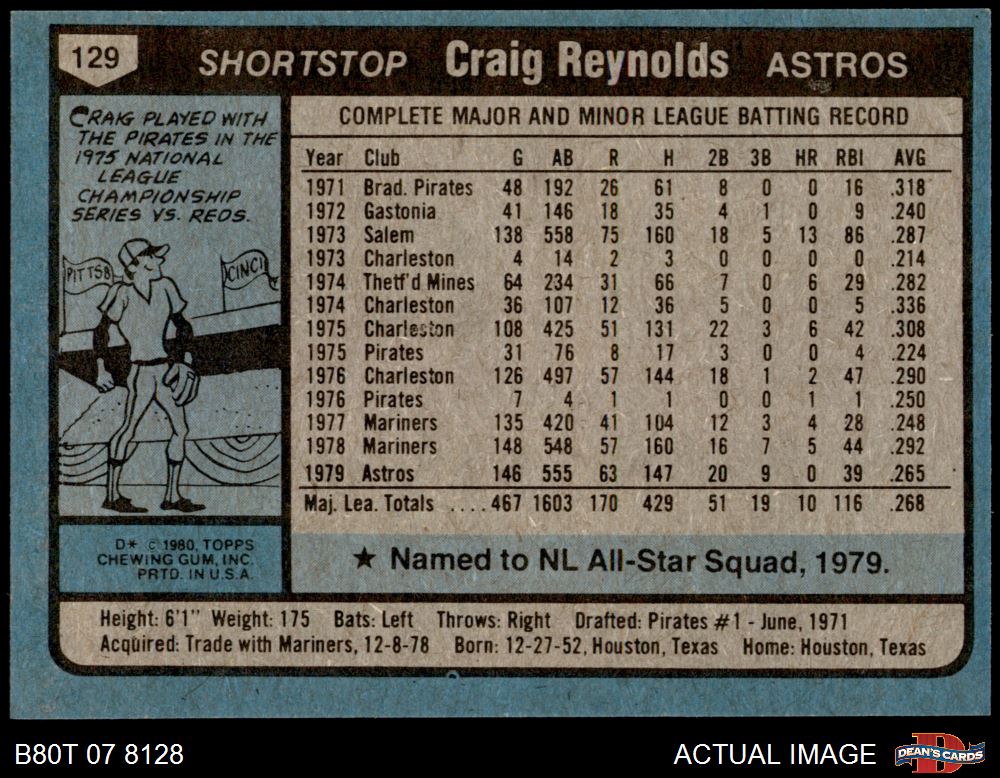 129
SHORTSTOP Craig Reynolds ASTROS
CRAIG PLAYED WITH
THE PIRATES IN THE
1975 NATIONAL
LEAGUE
CHAMPIONSHIP
SERIES VS. REDS.
PITTSB
CINCI
D* © 1980, TOPPS
CHEWING GUM, INC.
PRTD. IN U.S.A.
COMPLETE MAJOR AND MINOR LEAGUE BATTING RECORD
Year Club G AB R H 2B 3B HR RBI AVG
1971 Brad. Pirates 48 192 26 61 8 0 0 16 .318
1972 Gastonia 41 146 18 35 4 1 0 9 .240
1973 Salem 138 558 75 160 18 5 13 86 .287
1973 Charleston 4 14 2 3 0 0 0 0 .214
1974 Thetf'd Mines 64 234 31 66 7 0 6 29 .282
1974 Charleston 36 107 12 36 5 0 0 5 .336
1975 Charleston 108 425 51 131 22 3 6 42 .308
1975 Pirates 31 76 8 17 3 0 0 4 .224
1976 Charleston 126 497 57 144 18 1 2 47 .290
1976 Pirates 7 4 1 1 0 0 1 1 .250
1977 Mariners 135 420 41 104 12 3 4 28 .248
1978 Mariners 148 548 57 160 16 7 5 44 .292
1979 Astros 146 555 63 147 20 9 0 39 .265
Maj. Lea. Totals ....467 1603 170 429 51 19 10 116 .268
★ Named to NL All-Star Squad, 1979.
Height: 6'1" Weight: 175 Bats: Left Throws: Right Drafted: Pirates #1 - June, 1971
Acquired: Trade with Mariners, 12-8-78 Born: 12-27-52, Houston, Texas Home: Houston, Texas
B80T 07 8128
ACTUAL IMAGE
DEAN'S CARDS